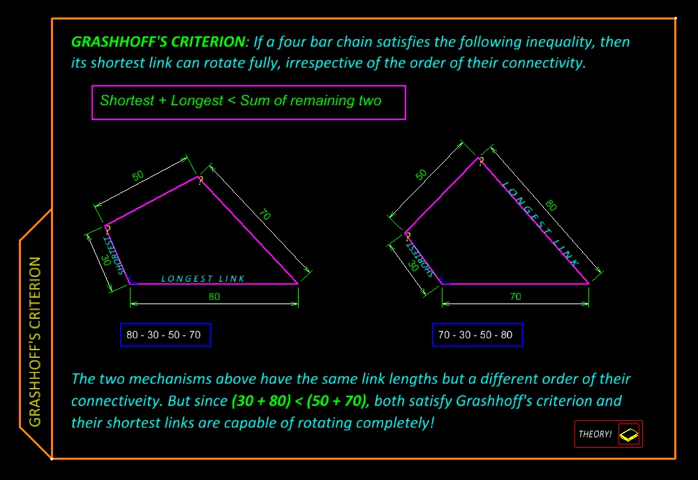 GRASHHOFF'S CRITERION: If a four bar chain satisfies the following inequality, then
its shortest link can rotate fully, irrespective of the order of their connectivity.
Shortest + Longest < Sum of remaining two
50
70
SHORTEST
30
LONGEST LINK
80
80 - 30 - 50 - 70
50
80
LONGEST LINK
SHORTEST
30
70
70 - 30 - 50 - 80
The two mechanisms above have the same link lengths but a different order of their
connectivity. But since (30 + 80) < (50 + 70), both satisfy Grashhoff's criterion and
their shortest links are capable of rotating completely!
THEORY!
GRASHHOFF'S CRITERION